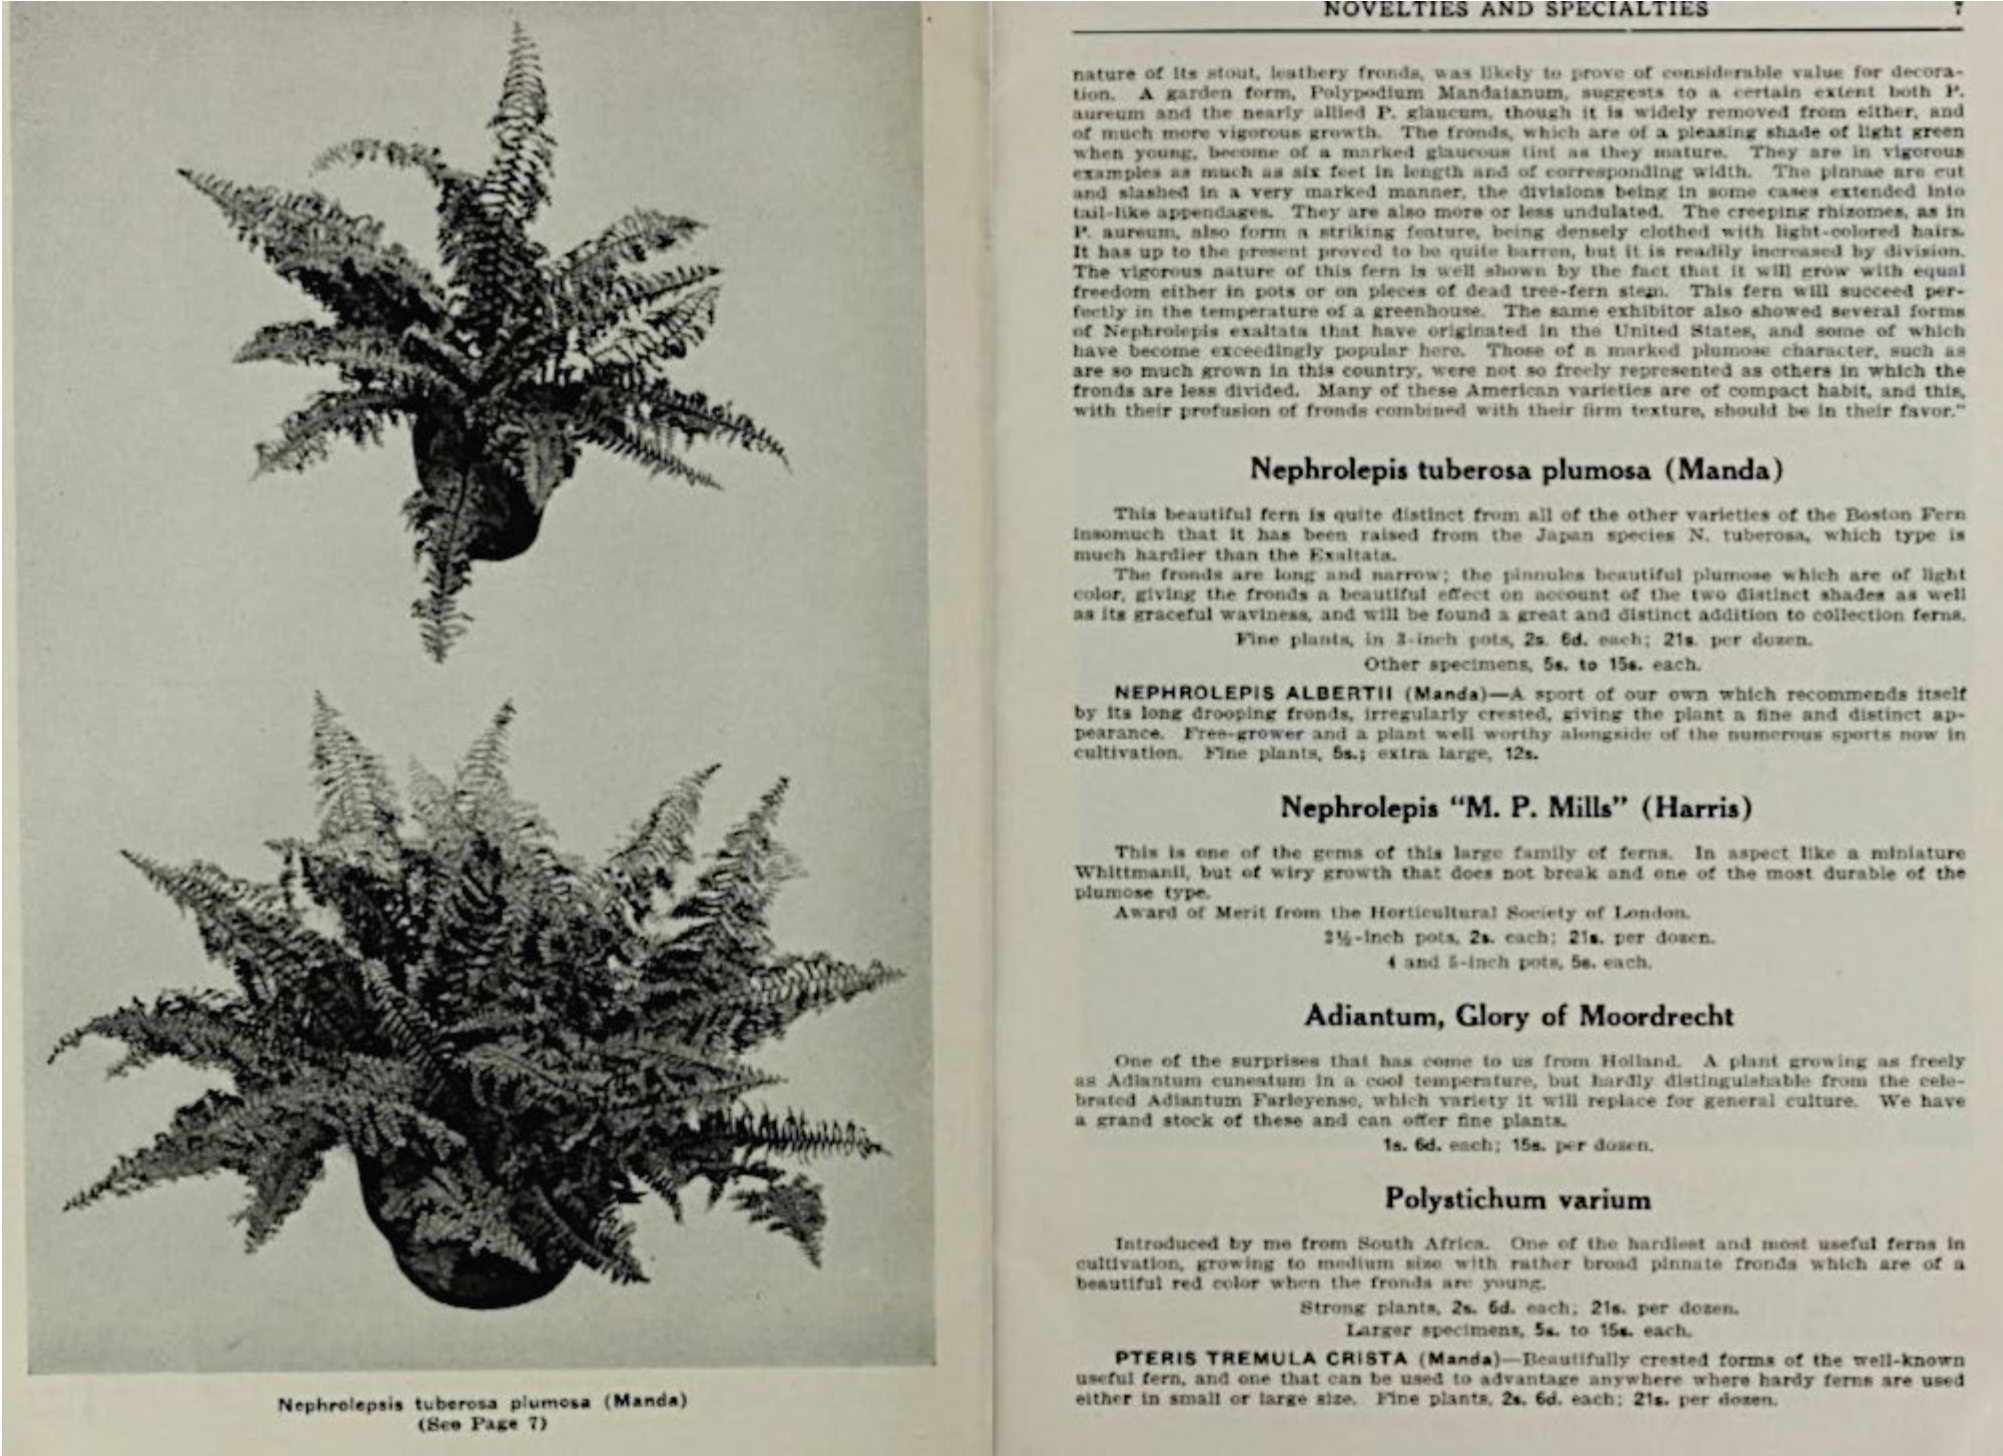 Nephrolepsis tuberosa plumosa (Manda)
(See Page 7)
NOVELTIES AND SPECIALTIES 7
nature of its stout, leathery fronds, was likely to prove of considerable value for decora-
tion. A garden form, Polypodium Mandaianum, suggests to a certain extent both P.
aureum and the nearly allied P. glaucum, though it is widely removed from either, and
of much more vigorous growth. The fronds, which are of a pleasing shade of light green
when young, become of a marked glaucous tint as they mature. They are in vigorous
examples as much as six feet in length and of corresponding width. The pinnae are cut
and slashed in a very marked manner, the divisions being in some cases extended into
tail-like appendages. They are also more or less undulated. The creeping rhizomes, as in
P. aureum, also form a striking feature, being densely clothed with light-colored hairs.
It has up to the present proved to be quite barren, but it is readily increased by division.
The vigorous nature of this fern is well shown by the fact that it will grow with equal
freedom either in pots or on pieces of dead tree-fern stem. This fern will succeed per-
fectly in the temperature of a greenhouse. The same exhibitor also showed several forms
of Nephrolepis exaltata that have originated in the United States, and some of which
have become exceedingly popular here. Those of a marked plumose character, such as
are so much grown in this country, were not so freely represented as others in which the
fronds are less divided. Many of these American varieties are of compact habit, and this,
with their profusion of fronds combined with their firm texture, should be in their favor."
Nephrolepis tuberosa plumosa (Manda)
This beautiful fern is quite distinct from all of the other varieties of the Boston Fern
insomuch that it has been raised from the Japan species N. tuberosa, which type is
much hardier than the Exaltata.
The fronds are long and narrow; the pinnules beautiful plumose which are of light
color, giving the fronds a beautiful effect on account of the two distinct shades as well
as its graceful waviness, and will be found a great and distinct addition to collection ferns.
Fine plants, in 3-inch pots, 2s. 6d. each; 21s. per dozen.
Other specimens, 5s. to 15s. each.
NEPHROLEPIS ALBERTII (Manda)—A sport of our own which recommends itself
by its long drooping fronds, irregularly crested, giving the plant a fine and distinct ap-
pearance. Free-grower and a plant well worthy alongside of the numerous sports now in
cultivation. Fine plants, 5s.; extra large, 12s.
Nephrolepis "M. P. Mills" (Harris)
This is one of the gems of this large family of ferns. In aspect like a miniature
Whittmanii, but of wiry growth that does not break and one of the most durable of the
plumose type.
Award of Merit from the Horticultural Society of London.
2½-inch pots, 2s. each; 21s. per dozen.
4 and 5-inch pots, 5s. each.
Adiantum, Glory of Moordrecht
One of the surprises that has come to us from Holland. A plant growing as freely
as Adiantum cuneatum in a cool temperature, but hardly distinguishable from the cele-
brated Adiantum Farleyense, which variety it will replace for general culture. We have
a grand stock of these and can offer fine plants.
1s. 6d. each; 15s. per dozen.
Polystichum varium
Introduced by me from South Africa. One of the hardiest and most useful ferns in
cultivation, growing to medium size with rather broad pinnate fronds which are of a
beautiful red color when the fronds are young.
Strong plants, 2s. 6d. each; 21s. per dozen.
Larger specimens, 5s. to 15s. each.
PTERIS TREMULA CRISTA (Manda)—Beautifully crested forms of the well-known
useful fern, and one that can be used to advantage anywhere where hardy ferns are used
either in small or large size. Fine plants, 2s. 6d. each; 21s. per dozen.